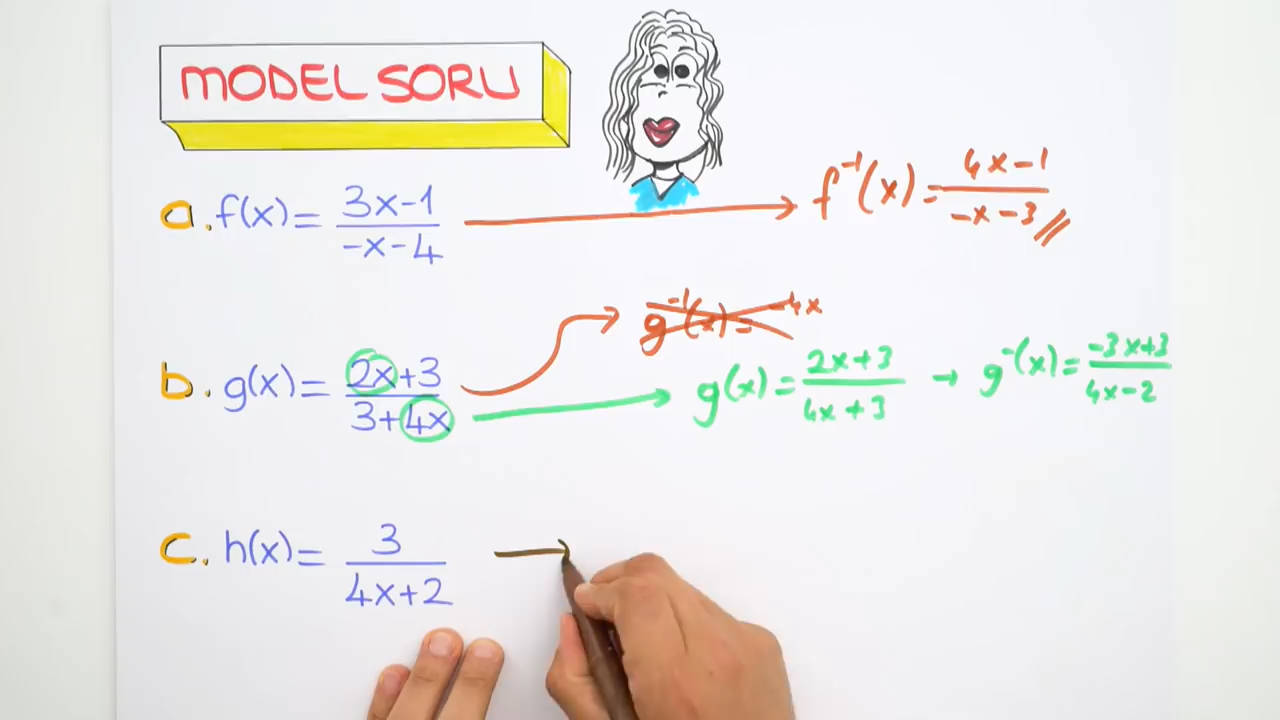 MODEL SORU
a. f(x) = (3x-1)/(-x-4) → f⁻¹(x) = (4x-1)/(-x-3) //
g⁻¹(x) = -4x
b. g(x) = (2x+3)/(3+4x) → g(x) = (2x+3)/(4x+3) → g⁻(x) = (-3x+3)/(4x-2)
c. h(x) = 3/(4x+2)